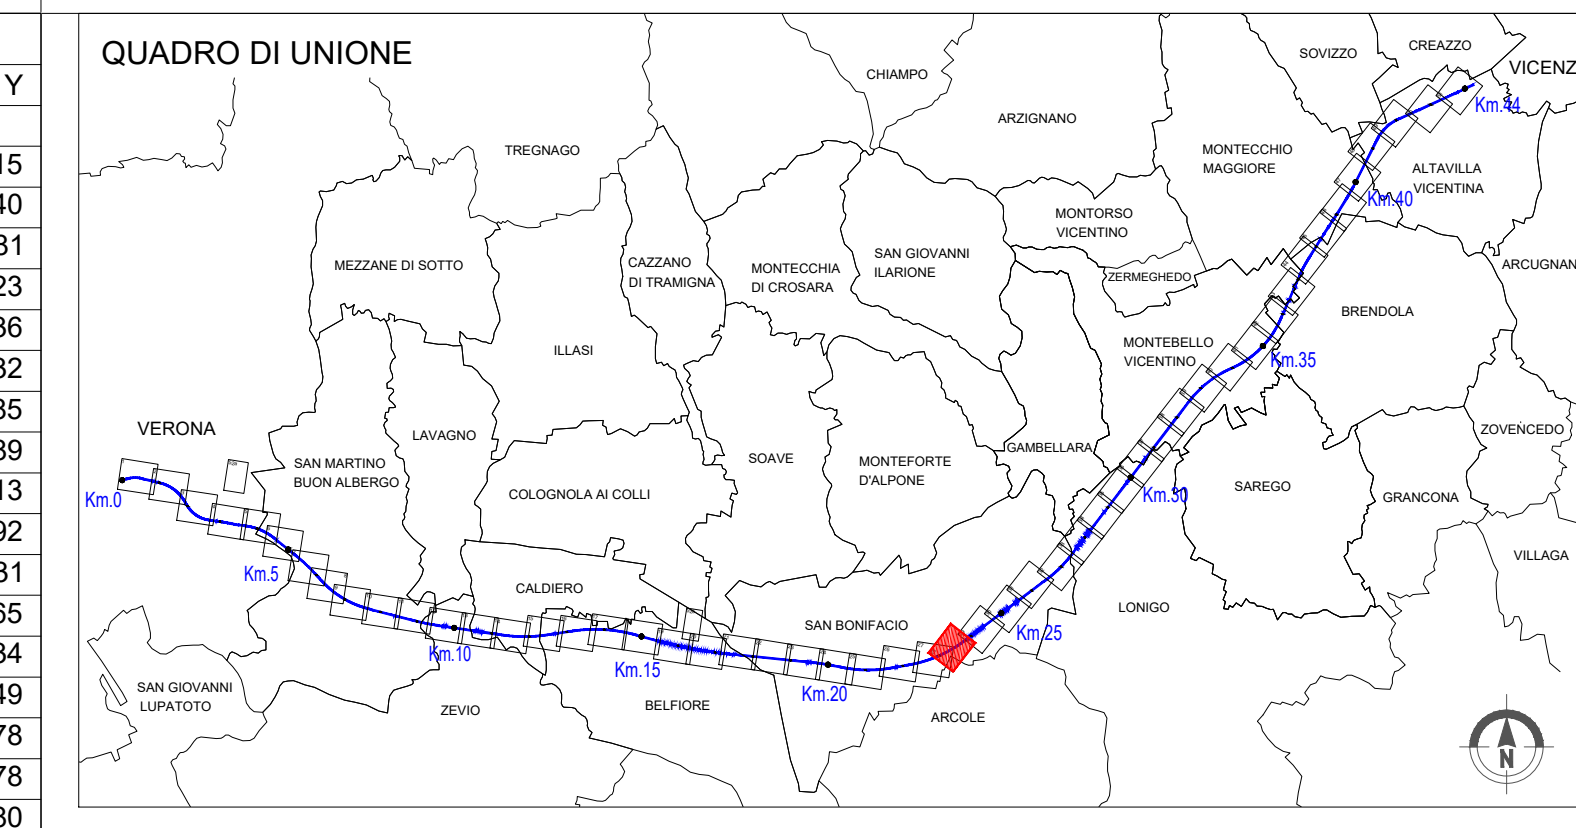 QUADRO DI UNIONE
Y
15
40
31
23
36
32
35
39
13
92
31
65
34
49
78
78
30
CREAZZO
SOVIZZO
VICENZ
CHIAMPO
Km.44
ARZIGNANO
TREGNAGO
MONTECCHIO
MAGGIORE
ALTAVILLA
VICENTINA
Km.40
MONTORSO
VICENTINO
SAN GIOVANNI
ILARIONE
MEZZANE DI SOTTO
CAZZANO
DI TRAMIGNA
MONTECCHIA
DI CROSARA
ZERMEGHEDO
ARCUGNAN
BRENDOLA
ILLASI
MONTEBELLO
VICENTINO
Km.35
VERONA
LAVAGNO
ZOVENCEDO
GAMBELLARA
SAN MARTINO
BUON ALBERGO
SOAVE
MONTEFORTE
D'ALPONE
COLOGNOLA AI COLLI
SAREGO
GRANCONA
Km.0
Km.30
VILLAGA
Km.5
CALDIERO
LONIGO
SAN BONIFACIO
Km.25
Km.10
Km.15
SAN GIOVANNI
LUPATOTO
Km.20
ZEVIO
BELFIORE
ARCOLE
N